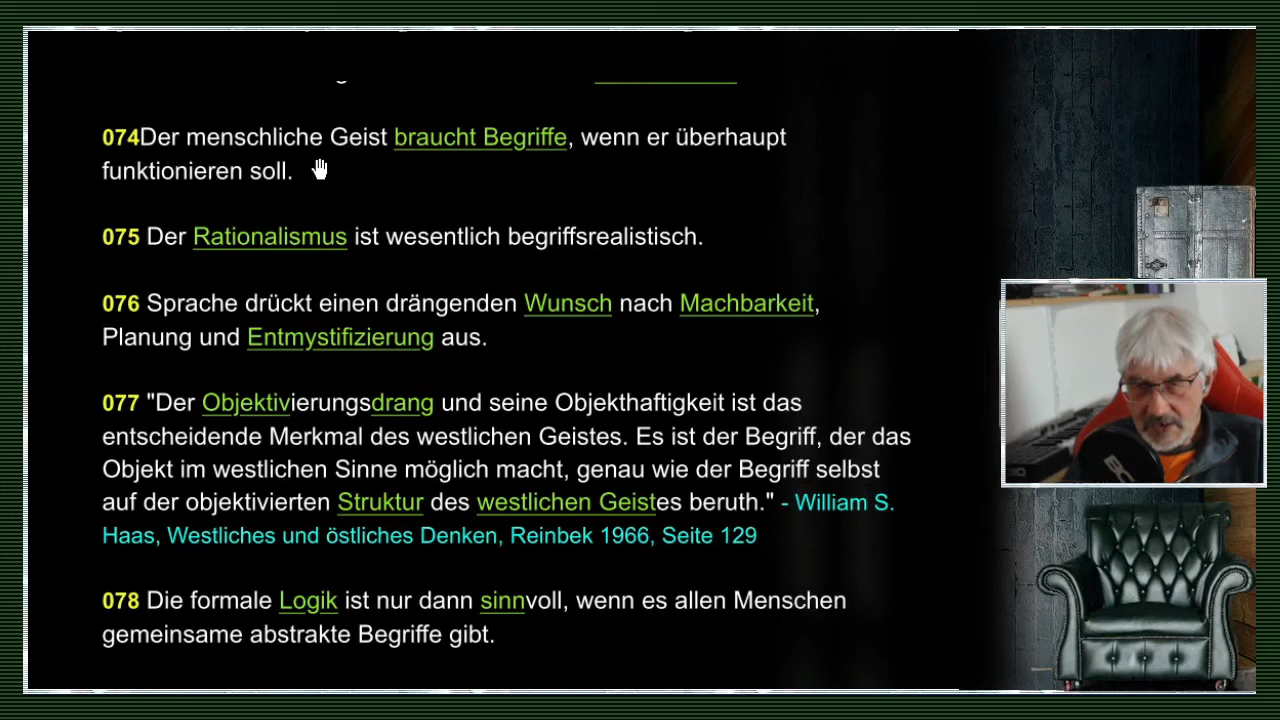 074Der menschliche Geist braucht Begriffe, wenn er überhaupt
funktionieren soll.
075 Der Rationalismus ist wesentlich begriffsrealistisch.
076 Sprache drückt einen drängenden Wunsch nach Machbarkeit,
Planung und Entmystifizierung aus.
077 "Der Objektivierungsdrang und seine Objekthaftigkeit ist das
entscheidende Merkmal des westlichen Geistes. Es ist der Begriff, der das
Objekt im westlichen Sinne möglich macht, genau wie der Begriff selbst
auf der objektivierten Struktur des westlichen Geistes beruht." - William S.
Haas, Westliches und östliches Denken, Reinbek 1966, Seite 129
078 Die formale Logik ist nur dann sinnvoll, wenn es allen Menschen
gemeinsame abstrakte Begriffe gibt.